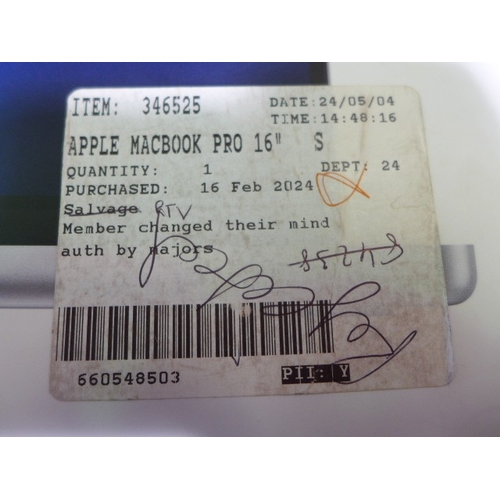 ITEM: 346525 DATE:24/05/04
TIME:14:48:16
APPLE MACBOOK PRO 16" S
QUANTITY: 1 DEPT: 24
PURCHASED: 16 Feb 2024
Salvage RTV
Member changed their mind
auth by majors
660548503 PII: Y